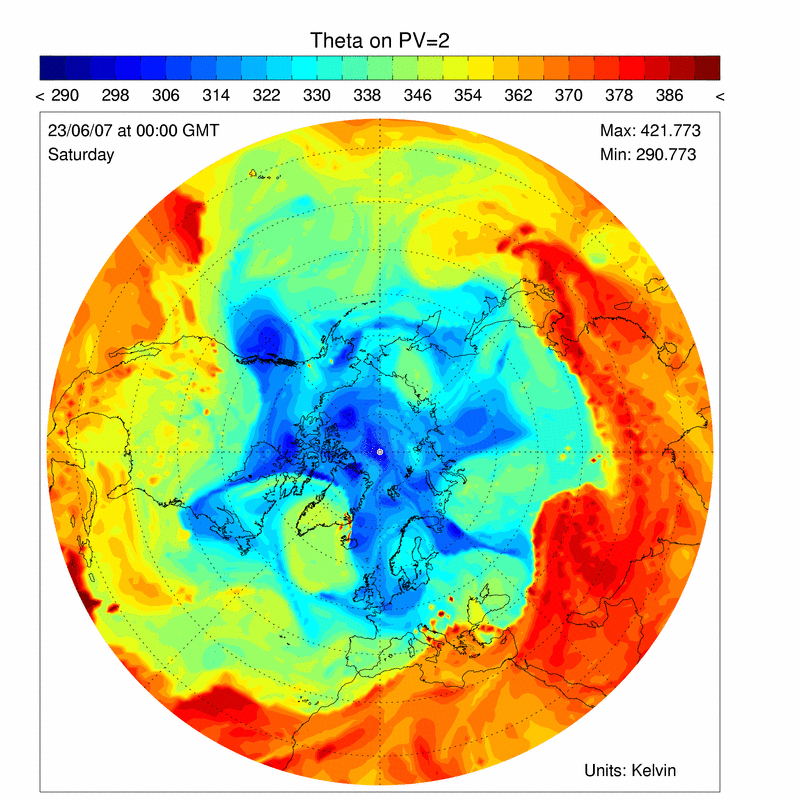 Theta on PV=2
< 290 298 306 314 322 330 338 346 354 362 370 378 386 <
23/06/07 at 00:00 GMT Max: 421.773
Saturday Min: 290.773
Units: Kelvin